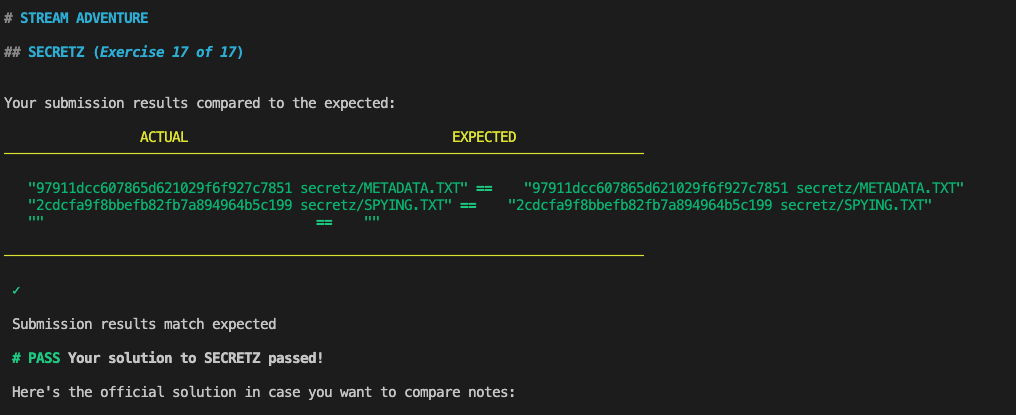 # STREAM ADVENTURE
## SECRETZ (Exercise 17 of 17)
Your submission results compared to the expected:
ACTUAL EXPECTED
"97911dcc607865d621029f6f927c7851 secretz/METADATA.TXT" == "97911dcc607865d621029f6f927c7851 secretz/METADATA.TXT"
"2cdcfa9f8bbefb82fb7a894964b5c199 secretz/SPYING.TXT" == "2cdcfa9f8bbefb82fb7a894964b5c199 secretz/SPYING.TXT"
"" == ""
✓
Submission results match expected
# PASS Your solution to SECRETZ passed!
Here's the official solution in case you want to compare notes: